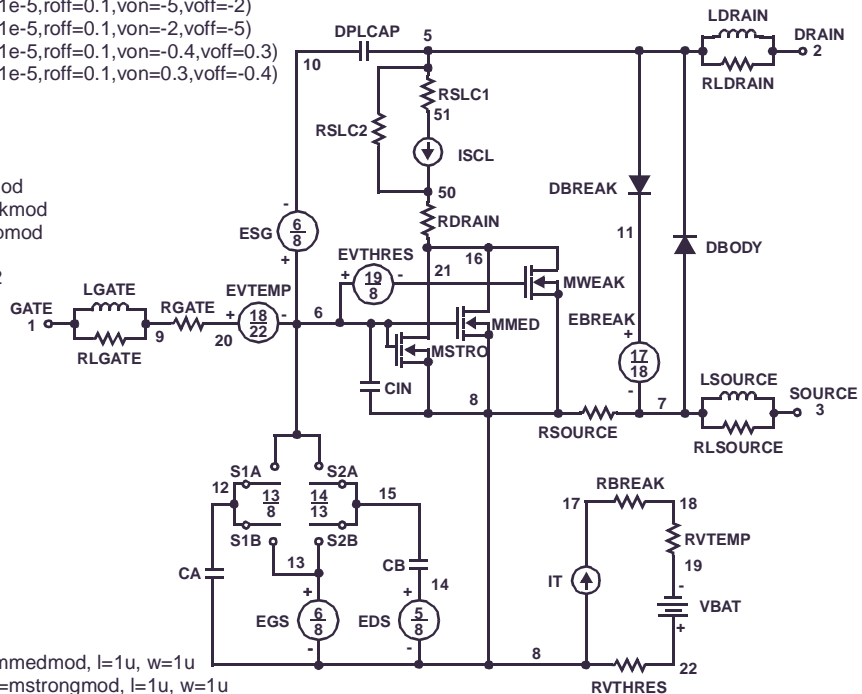 1e-5,roff=0.1,von=-5,voff=-2)
1e-5,roff=0.1,von=-2,voff=-5)
1e-5,roff=0.1,von=-0.4,voff=0.3)
1e-5,roff=0.1,von=0.3,voff=-0.4)
od
kmod
omod
2
LDRAIN
DPLCAP 5 DRAIN
10 2
RLDRAIN
RSLC1
51
RSLC2
ISCL
50
DBREAK
RDRAIN
- ESG 6/8 +
11
DBODY
EVTHRES
16
+ 19/8 - 21
MWEAK
LGATE EVTEMP
GATE RGATE
1 9 20 + 18/22 - 6
RLGATE
MMED
EBREAK
+ 17/18 -
MSTRO
CIN
LSOURCE
8 7 SOURCE
3
RSOURCE
RLSOURCE
S1A S2A
12 13/8 14/13 15
S1B S2B
13
CA CB
14
+ + 
EGS 6/8 EDS 5/8
- -
RBREAK
17 18
RVTEMP
19
IT
-
VBAT
+
8 22
RVTHRES
mmedmod, l=1u, w=1u
=mstrongmod, l=1u, w=1u